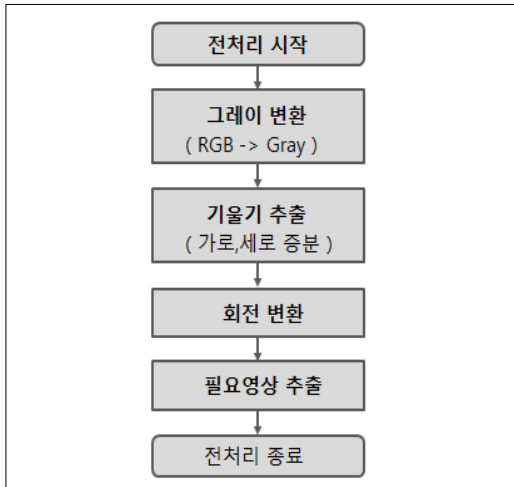 전처리 시작
그레이 변환
( RGB -> Gray )
기울기 추출
( 가로,세로 증분 )
회전 변환
필요영상 추출
전처리 종료